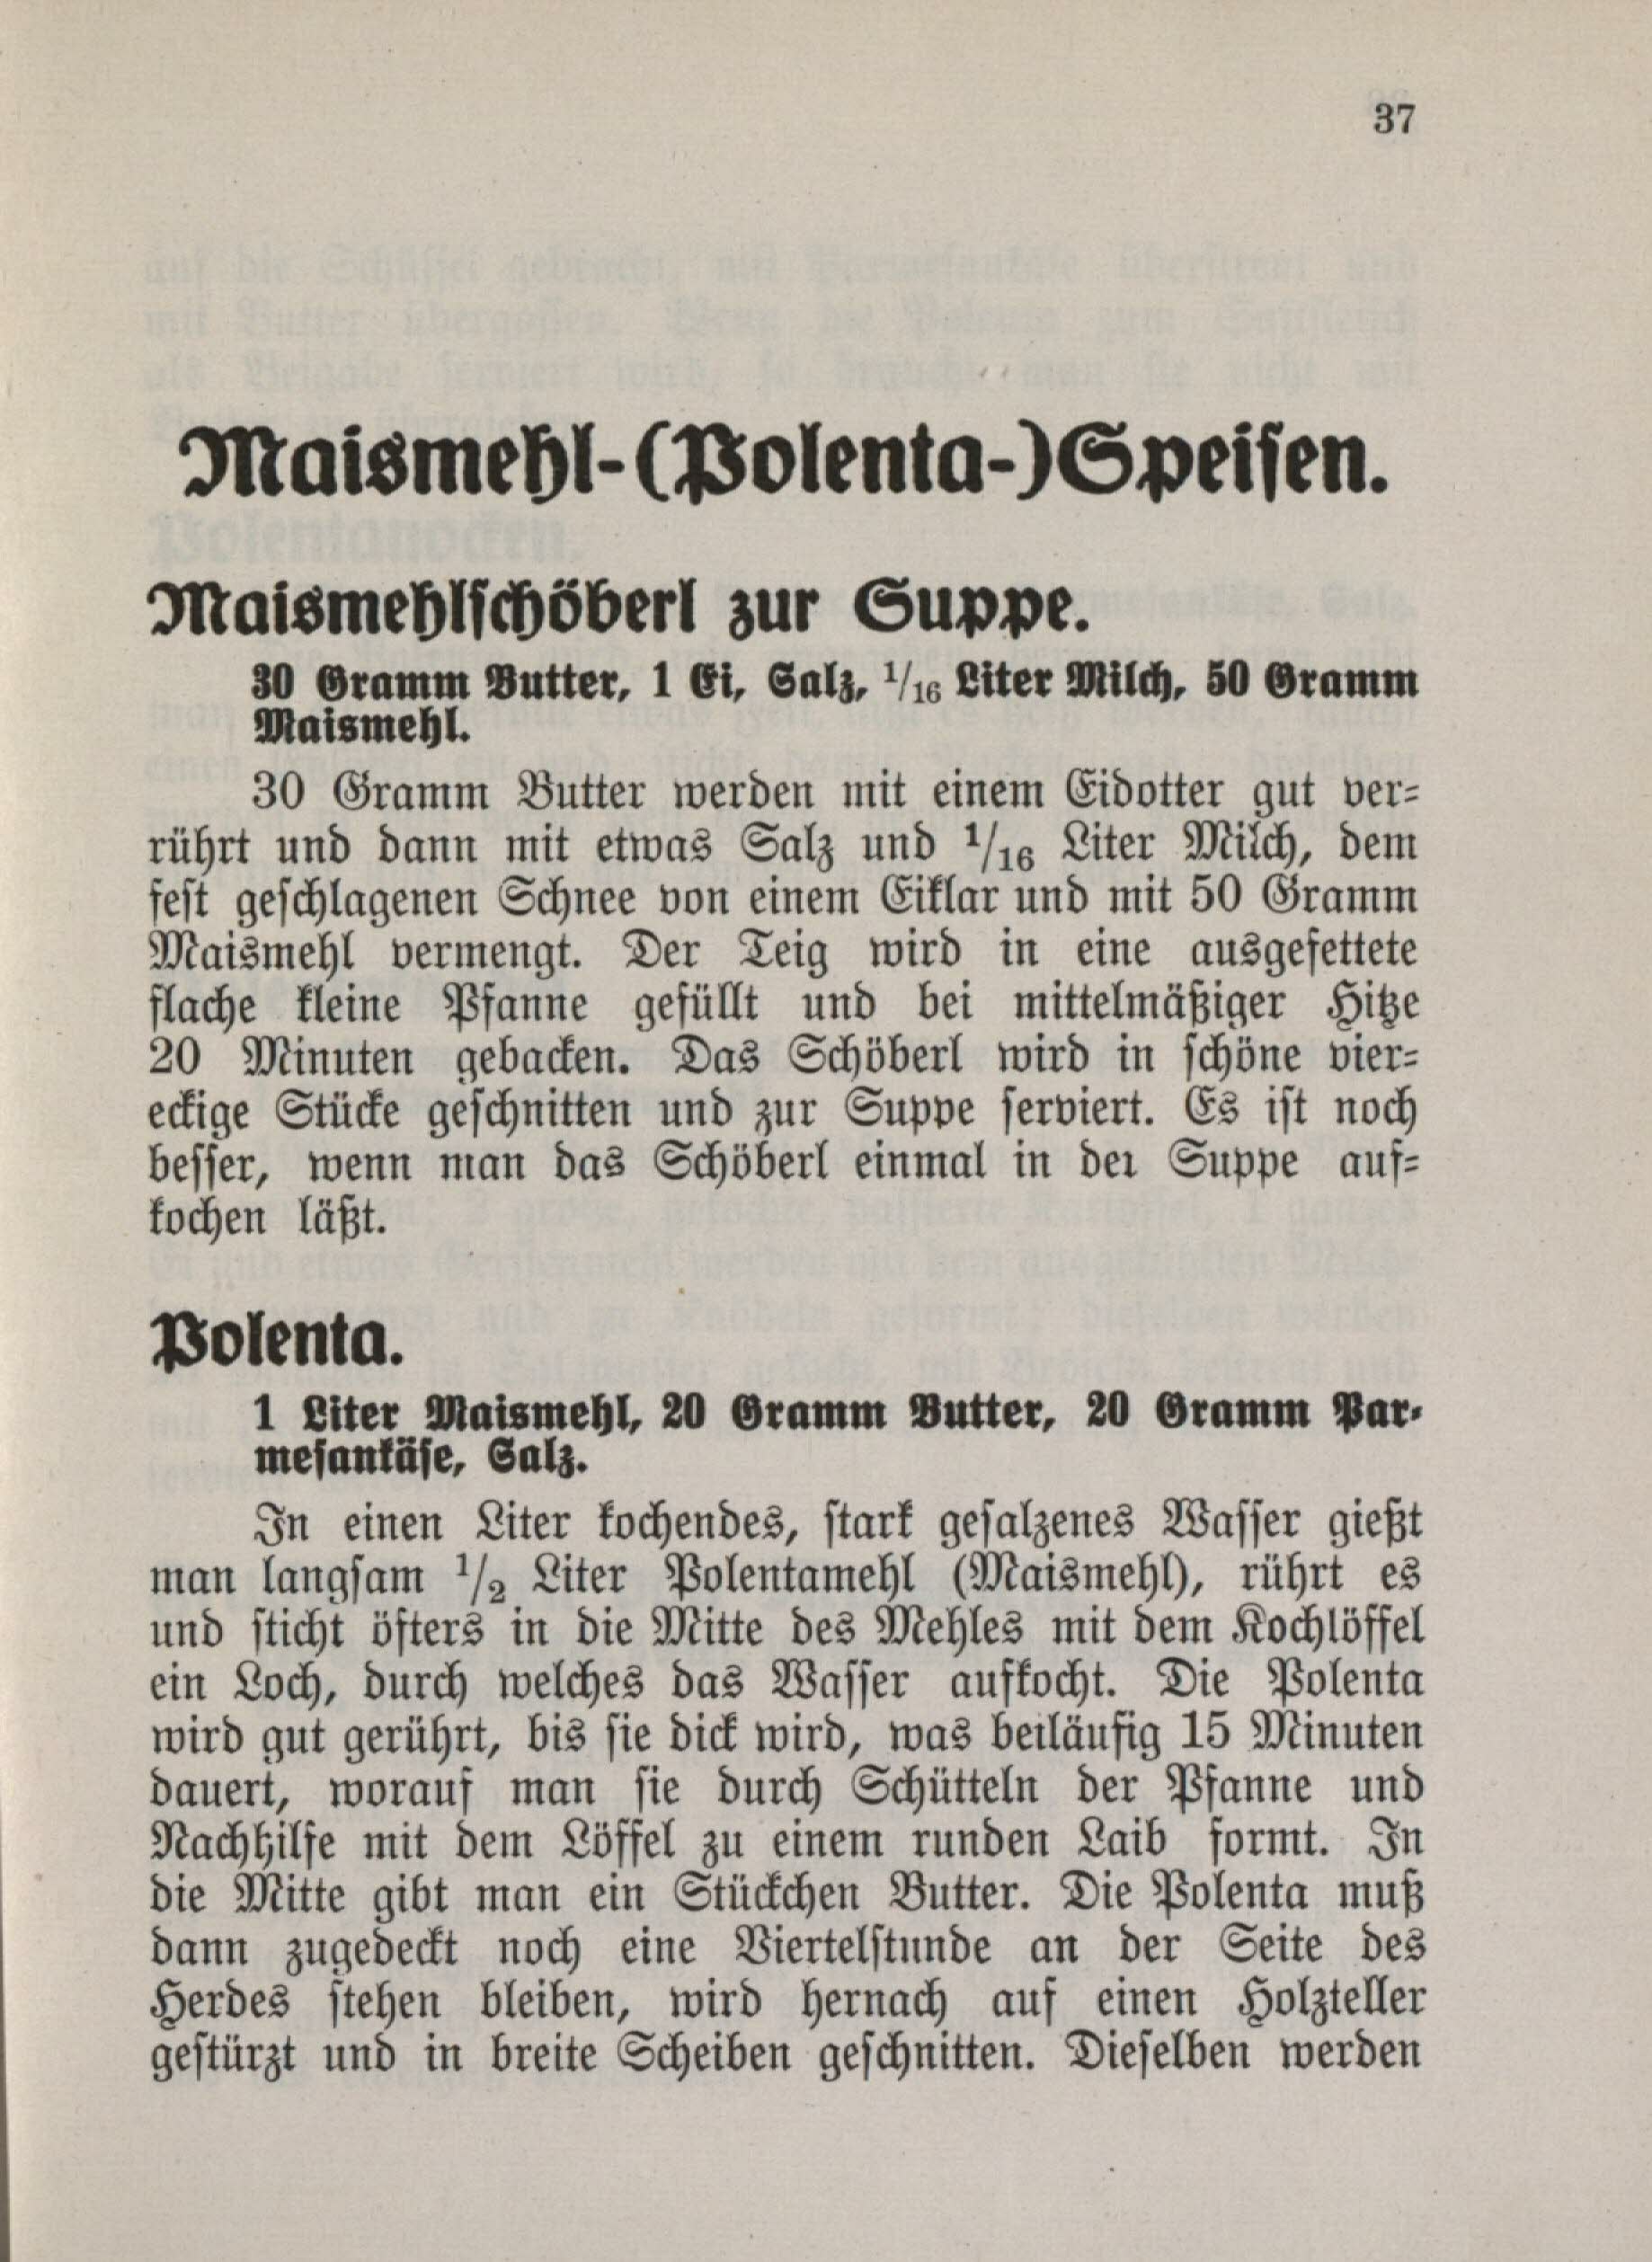 37
Maismehl-(Polenta-)Speisen.
Maismehlschöberl zur Suppe.
30 Gramm Butter, 1 Ei, Salz, 1/16 Liter Milch, 50 Gramm
Maismehl.
30 Gramm Butter werden mit einem Eidotter gut ver-
rührt und dann mit etwas Salz und 1/16 Liter Milch, dem
fest geschlagenen Schnee von einem Eiklar und mit 50 Gramm
Maismehl vermengt. Der Teig wird in eine ausgefettete
flache kleine Pfanne gefüllt und bei mittelmäßiger Hitze
20 Minuten gebacken. Das Schöberl wird in schöne vier-
eckige Stücke geschnitten und zur Suppe serviert. Es ist noch
besser, wenn man das Schöberl einmal in der Suppe auf-
kochen läßt.
Polenta.
1 Liter Maismehl, 20 Gramm Butter, 20 Gramm Par-
mesankäse, Salz.
In einen Liter kochendes, stark gesalzenes Wasser gießt
man langsam 1/2 Liter Polentamehl (Maismehl), rührt es
und sticht öfters in die Mitte des Mehles mit dem Kochlöffel
ein Loch, durch welches das Wasser aufkocht. Die Polenta
wird gut gerührt, bis sie dick wird, was beiläufig 15 Minuten
dauert, worauf man sie durch Schütteln der Pfanne und
Nachhilfe mit dem Löffel zu einem runden Laib formt. In
die Mitte gibt man ein Stückchen Butter. Die Polenta muß
dann zugedeckt noch eine Viertelstunde an der Seite des
Herdes stehen bleiben, wird hernach auf einen Holzteller
gestürzt und in breite Scheiben geschnitten. Dieselben werden